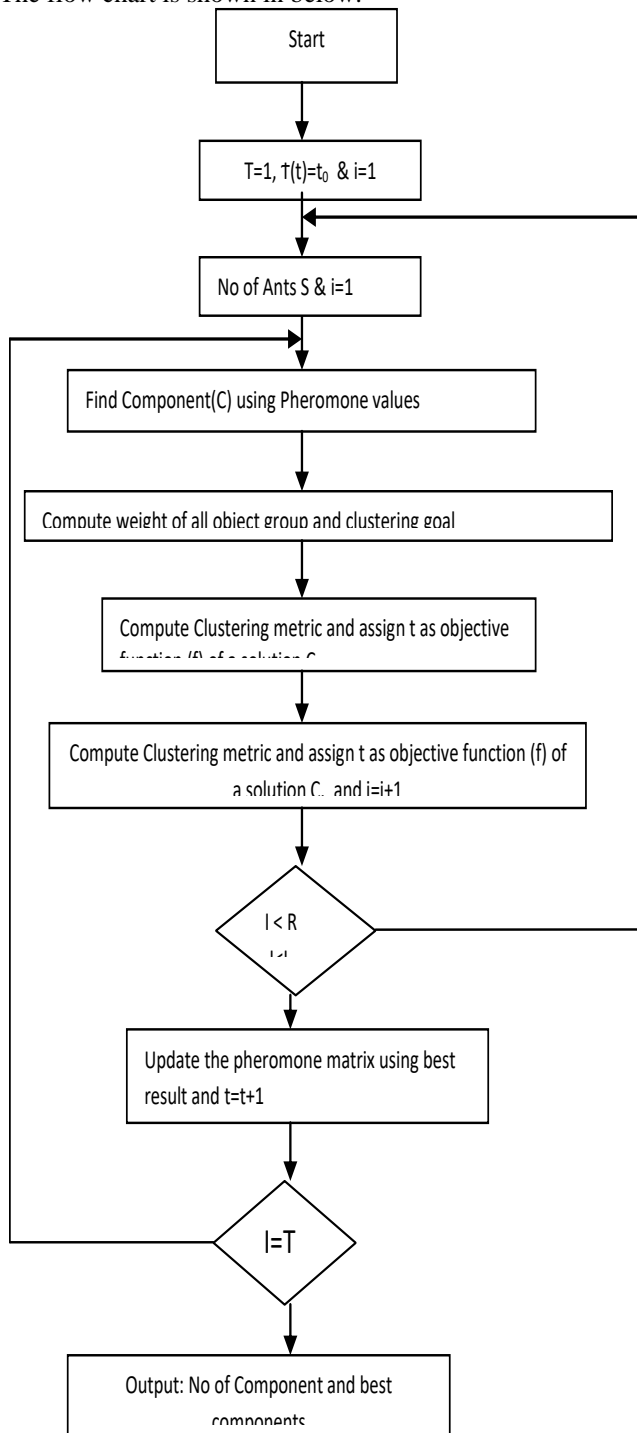 The flow chart is shown in below:
Start
T=1, †(t)=t₀ & i=1
No of Ants S & i=1
Find Component(C) using Pheromone values
Compute weight of all object group and clustering goal
Compute Clustering metric and assign t as objective
function (f) of a solution C
Compute Clustering metric and assign t as objective function (f) of
a solution C, and i=i+1
I < R
Update the pheromone matrix using best
result and t=t+1
I=T
Output: No of Component and best
components